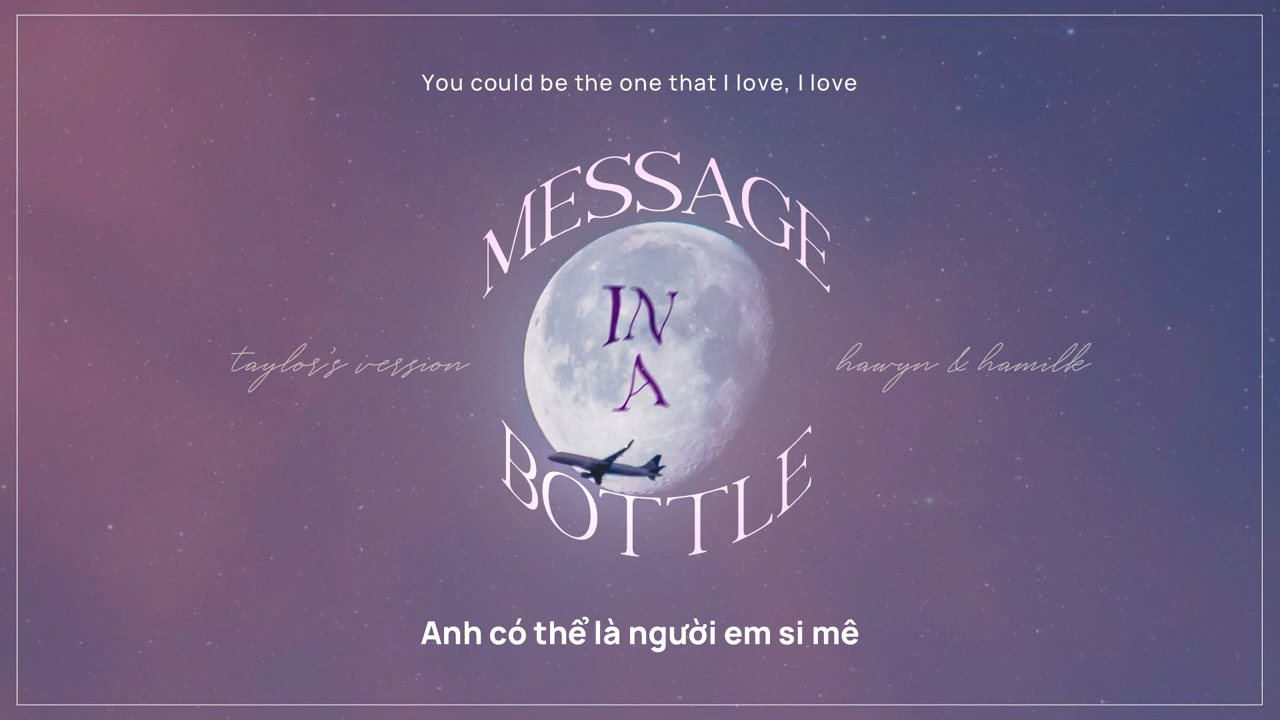 You could be the one that I love, I love
MESSAGE
IN
A
taylor's version
hawyn & hamilk
BOTTLE
Anh có thể là người em si mê